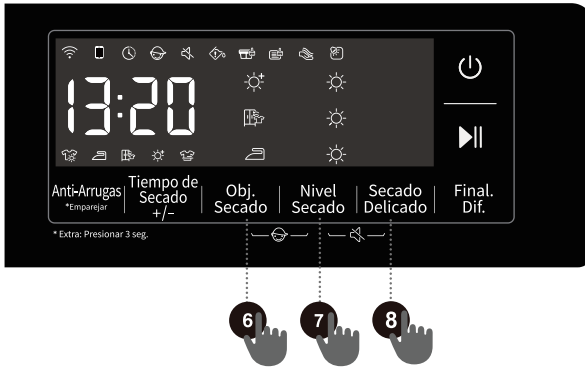 13:20
Anti-Arrugas
*Emparejar
Tiempo de
Secado
+/–
Obj.
Secado
Nivel
Secado
Secado
Delicado
Final.
Dif.
* Extra: Presionar 3 seg.
6
7
8